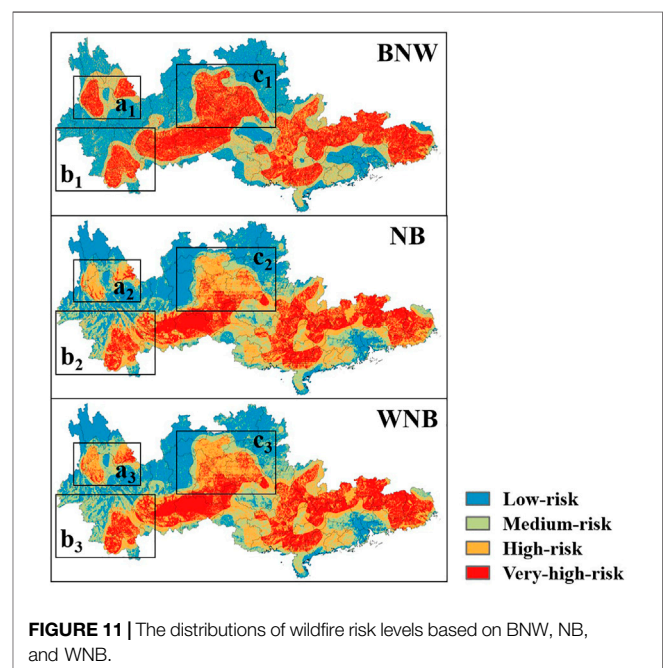 BNW
c1
a1
b1
NB
c2
a2
b2
WNB
c3
a3
b3
Low-risk
Medium-risk
High-risk
Very-high-risk
FIGURE 11 | The distributions of wildfire risk levels based on BNW, NB,
and WNB.